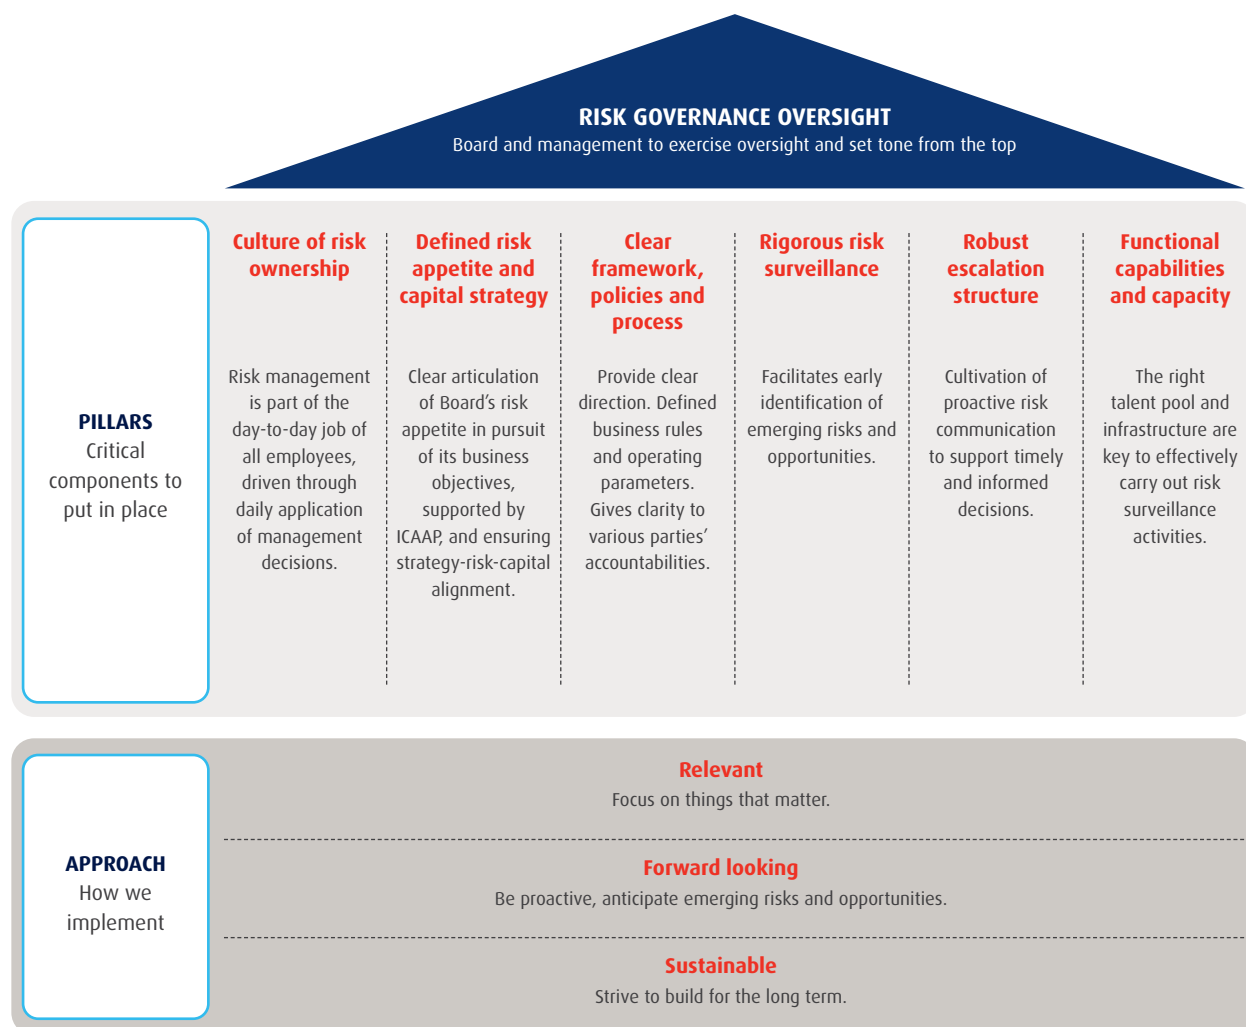 RISK GOVERNANCE OVERSIGHT
Board and management to exercise oversight and set tone from the top
PILLARS
Critical
components to
put in place
Culture of risk
ownership
Risk management
is part of the
day-to-day job of
all employees,
driven through
daily application
of management
decisions.
Defined risk
appetite and
capital strategy
Clear articulation
of Board’s risk
appetite in pursuit
of its business
objectives,
supported by
ICAAP, and ensuring
strategy-risk-capital
alignment.
Clear
framework,
policies and
process
Provide clear
direction. Defined
business rules
and operating
parameters.
Gives clarity to
various parties’
accountabilities.
Rigorous risk
surveillance
Facilitates early
identification of
emerging risks and
opportunities.
Robust
escalation
structure
Cultivation of
proactive risk
communication
to support timely
and informed
decisions.
Functional
capabilities
and capacity
The right
talent pool and
infrastructure are
key to effectively
carry out risk
surveillance
activities.
APPROACH
How we
implement
Relevant
Focus on things that matter.
Forward looking
Be proactive, anticipate emerging risks and opportunities.
Sustainable
Strive to build for the long term.